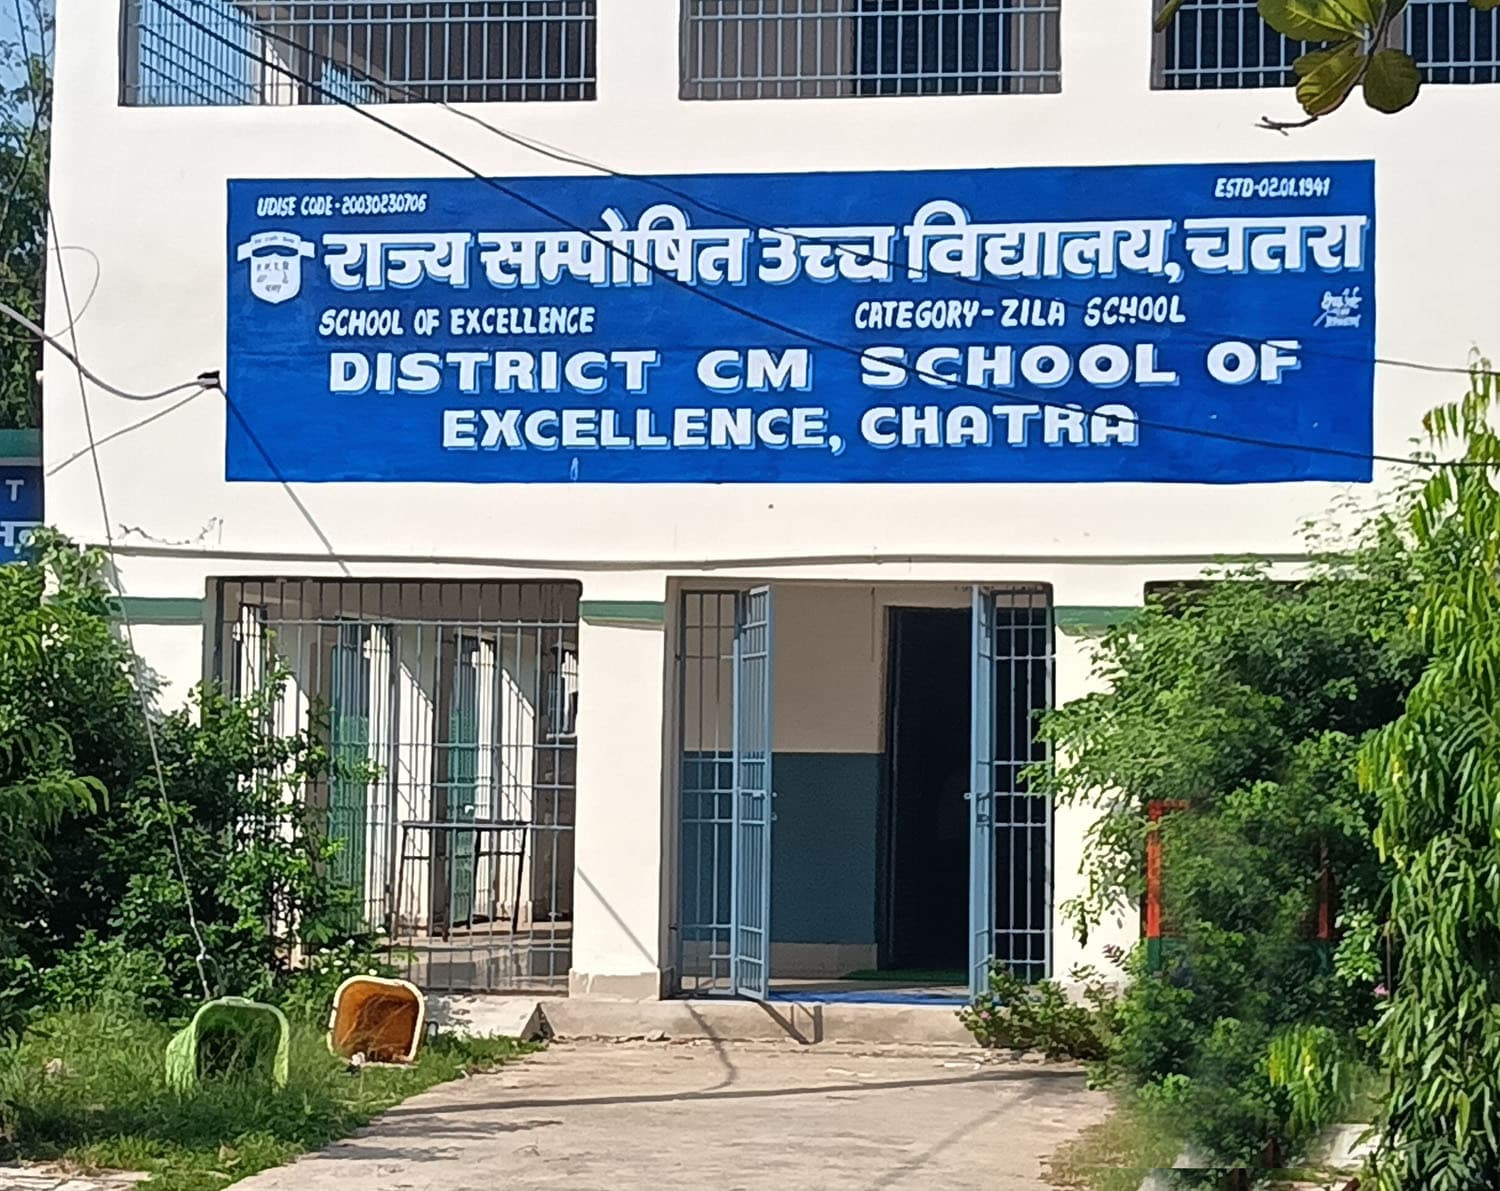 UDISE CODE-20030230706
ESTD-02.01.1941
राज्य सम्पोषित उच्च विद्यालय, चतरा
SCHOOL OF EXCELLENCE
CATEGORY-ZILA SCHOOL
DISTRICT CM SCHOOL OF
EXCELLENCE, CHATRA
T